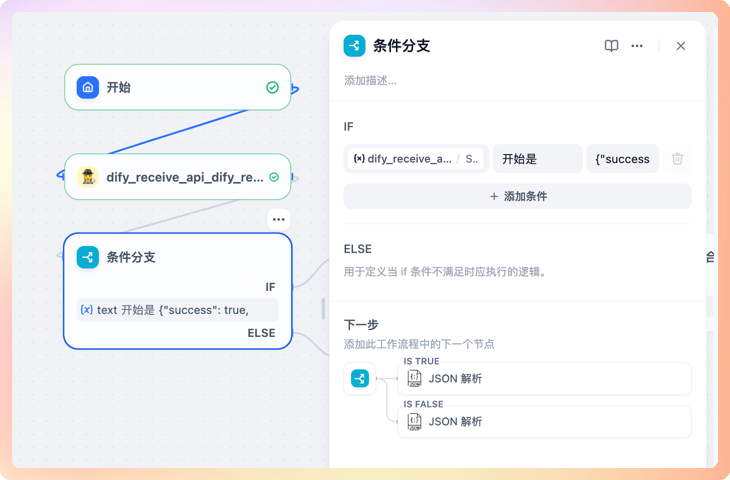 开始
dify_receive_api_dify_re...
条件分支
IF
{x} text 开始是 {"success": true,
ELSE
条件分支
添加描述...
IF
(x) dify_receive_a... / S..
开始是
{"success
+ 添加条件
ELSE
用于定义当 if 条件不满足时应执行的逻辑。
下一步
添加此工作流程中的下一个节点
IS TRUE
JSON 解析
IS FALSE
JSON 解析